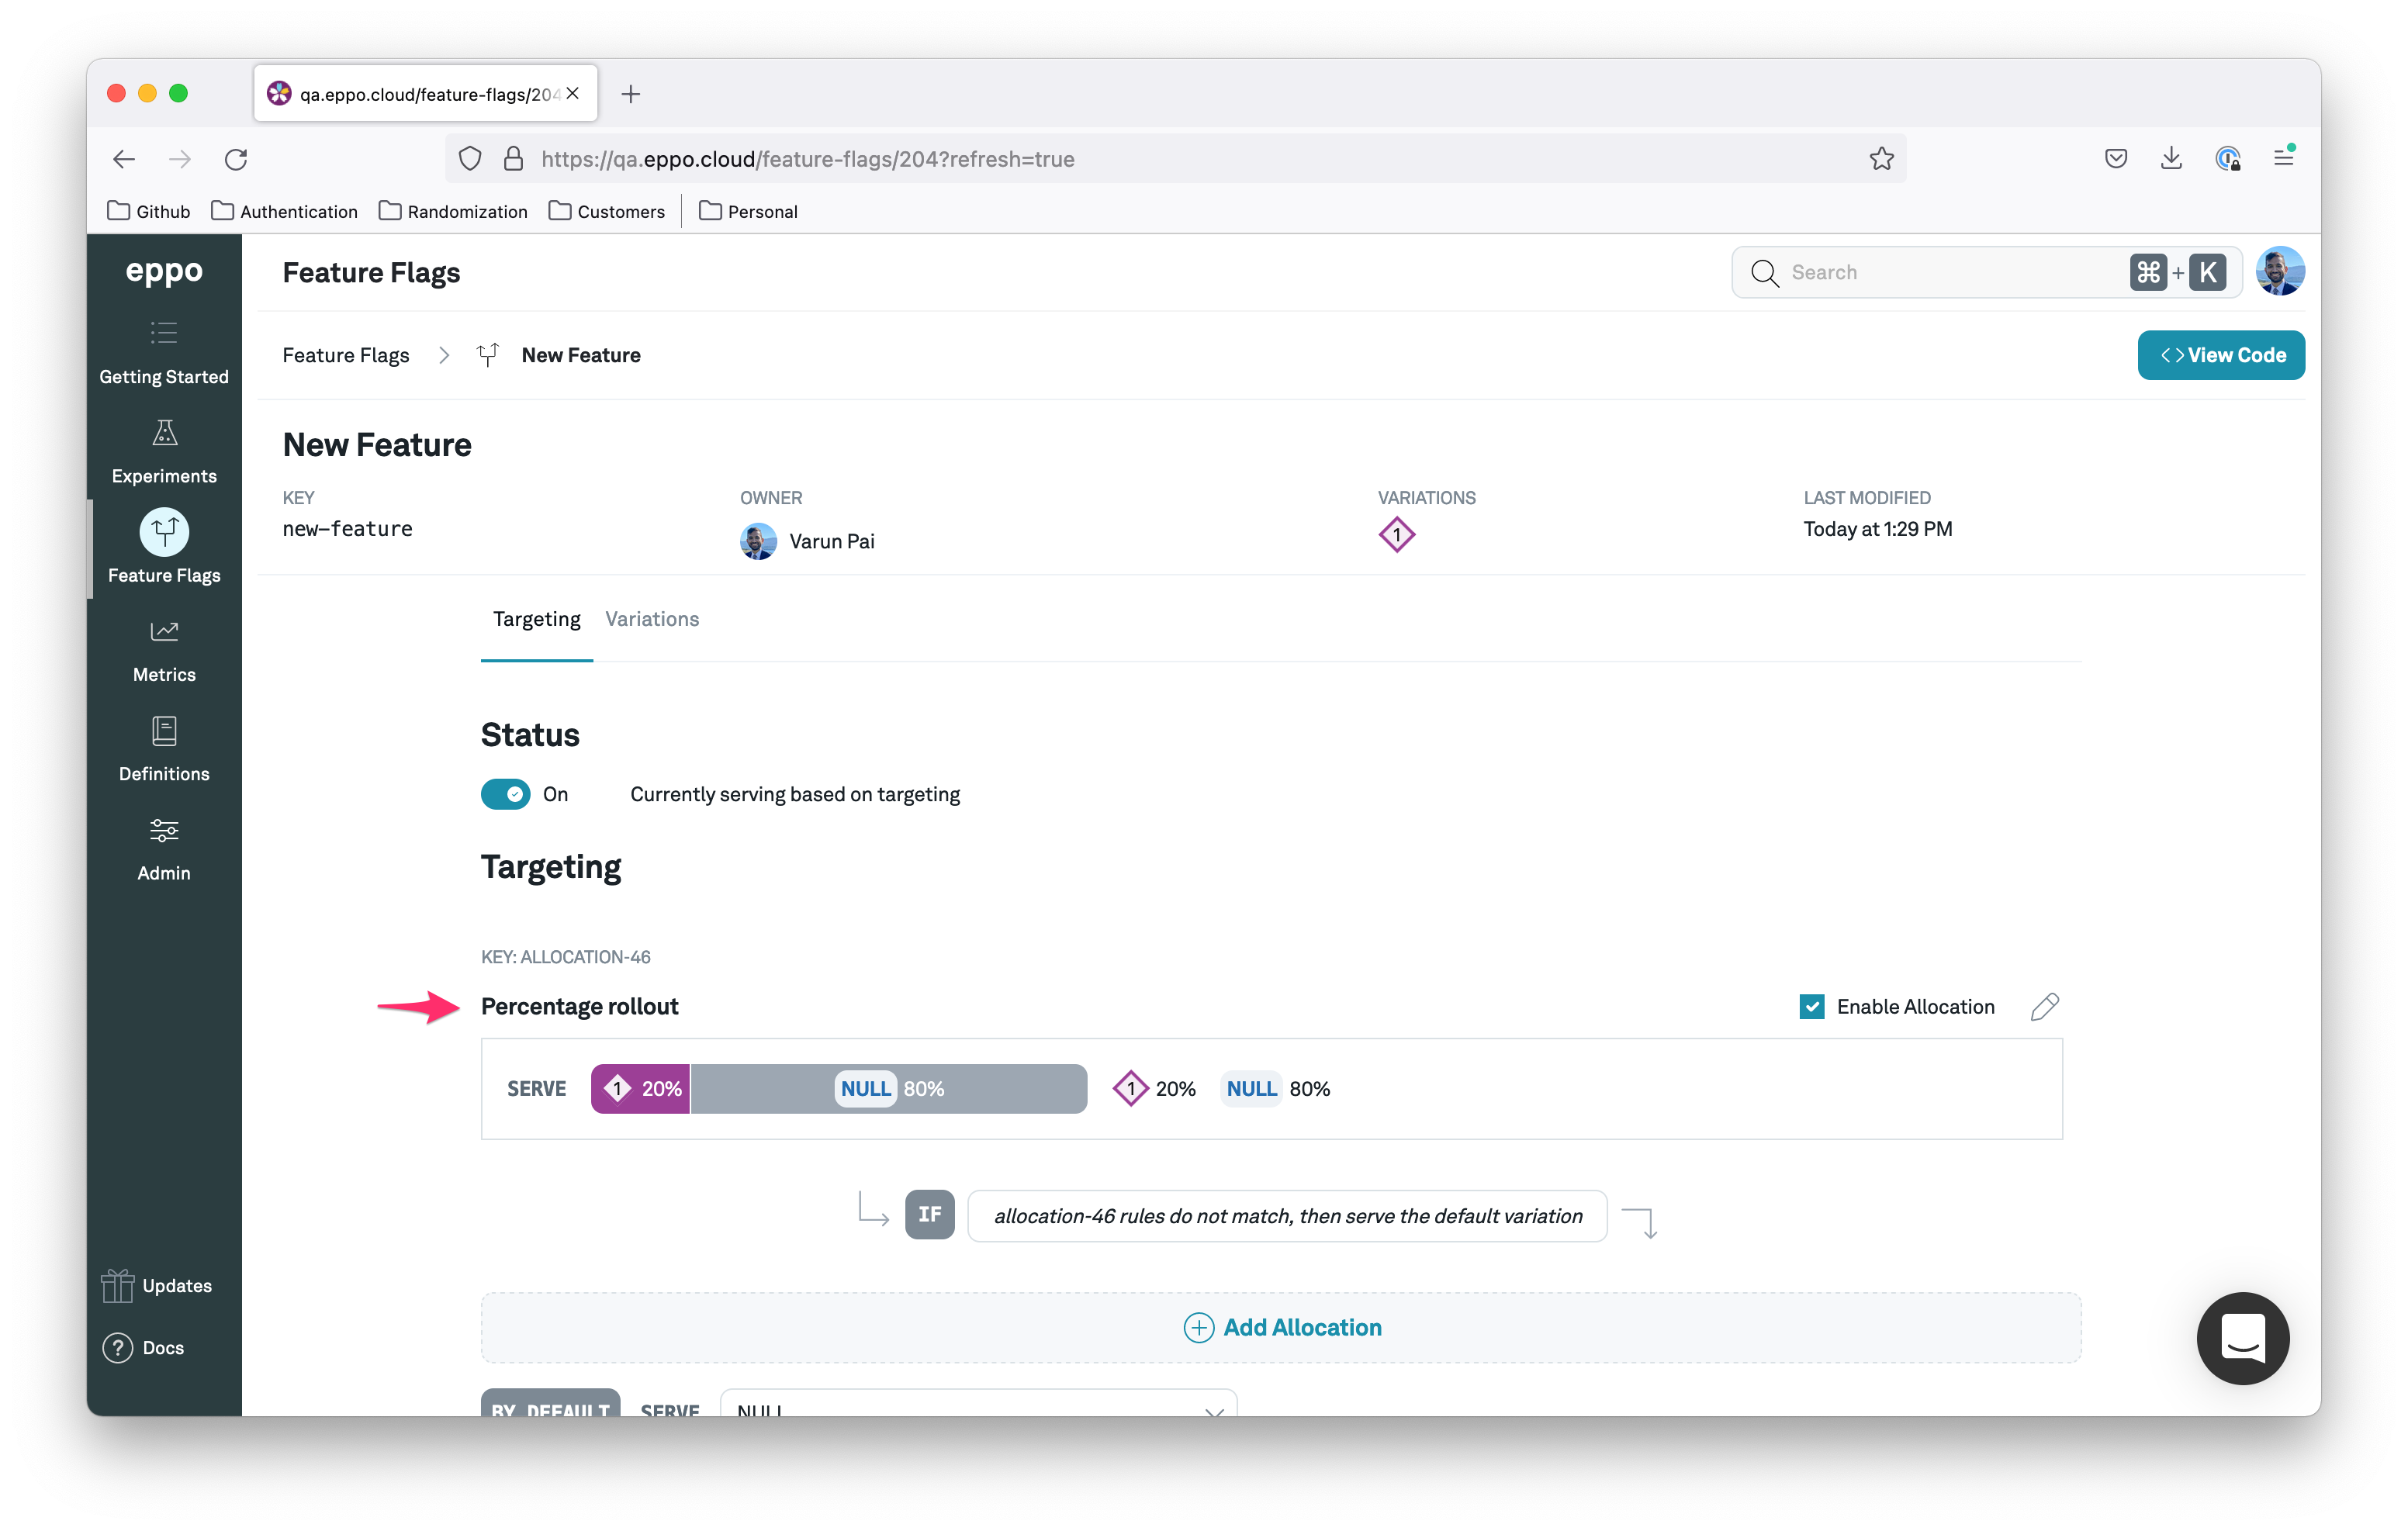 qa.eppo.cloud/feature-flags/204
https://qa.eppo.cloud/feature-flags/204?refresh=true
Github Authentication Randomization Customers Personal
eppo
Feature Flags
Search
⌘ + K
Getting Started
Experiments
Feature Flags
Metrics
Definitions
Admin
Updates
? Docs
Feature Flags > New Feature
<> View Code
New Feature
KEY
new-feature
OWNER
Varun Pai
VARIATIONS
1
LAST MODIFIED
Today at 1:29 PM
Targeting Variations
Status
On Currently serving based on targeting
Targeting
KEY: ALLOCATION-46
Percentage rollout
Enable Allocation
SERVE 1 20% NULL 80% 1 20% NULL 80%
IF allocation-46 rules do not match, then serve the default variation
Add Allocation
BY DEFAULT SERVE NULL